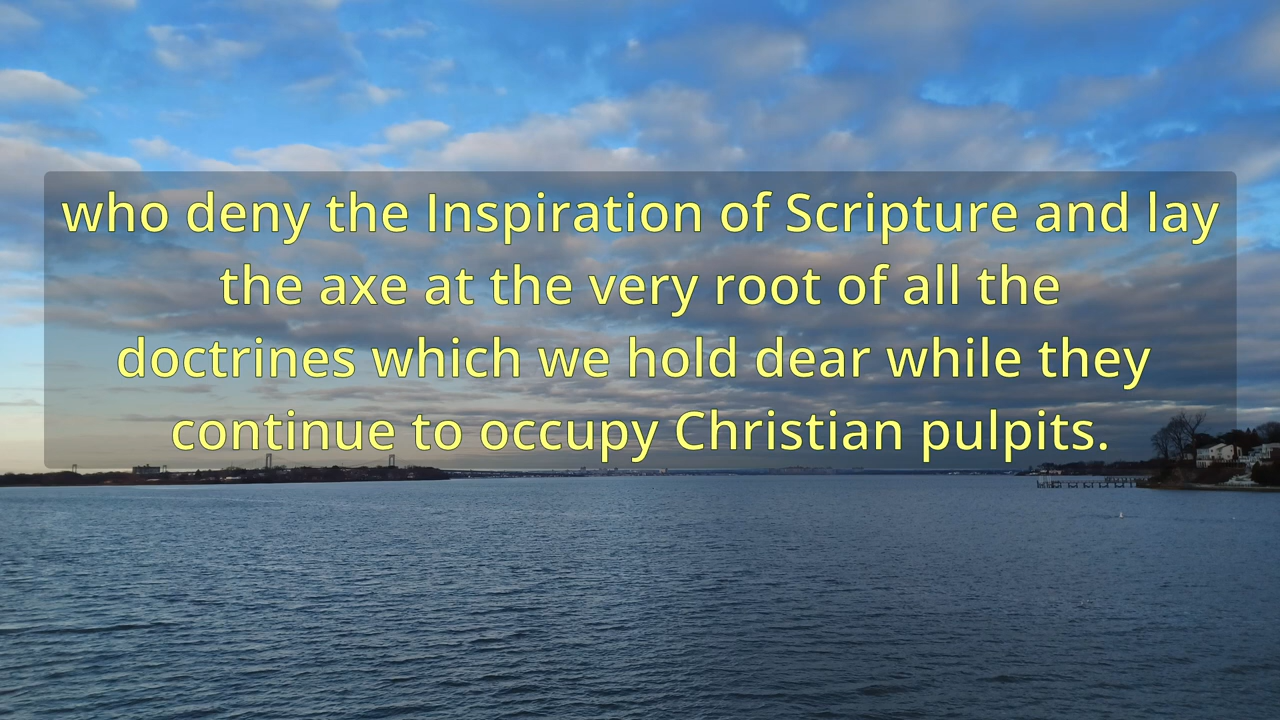 who deny the Inspiration of Scripture and lay
the axe at the very root of all the
doctrines which we hold dear while they
continue to occupy Christian pulpits.